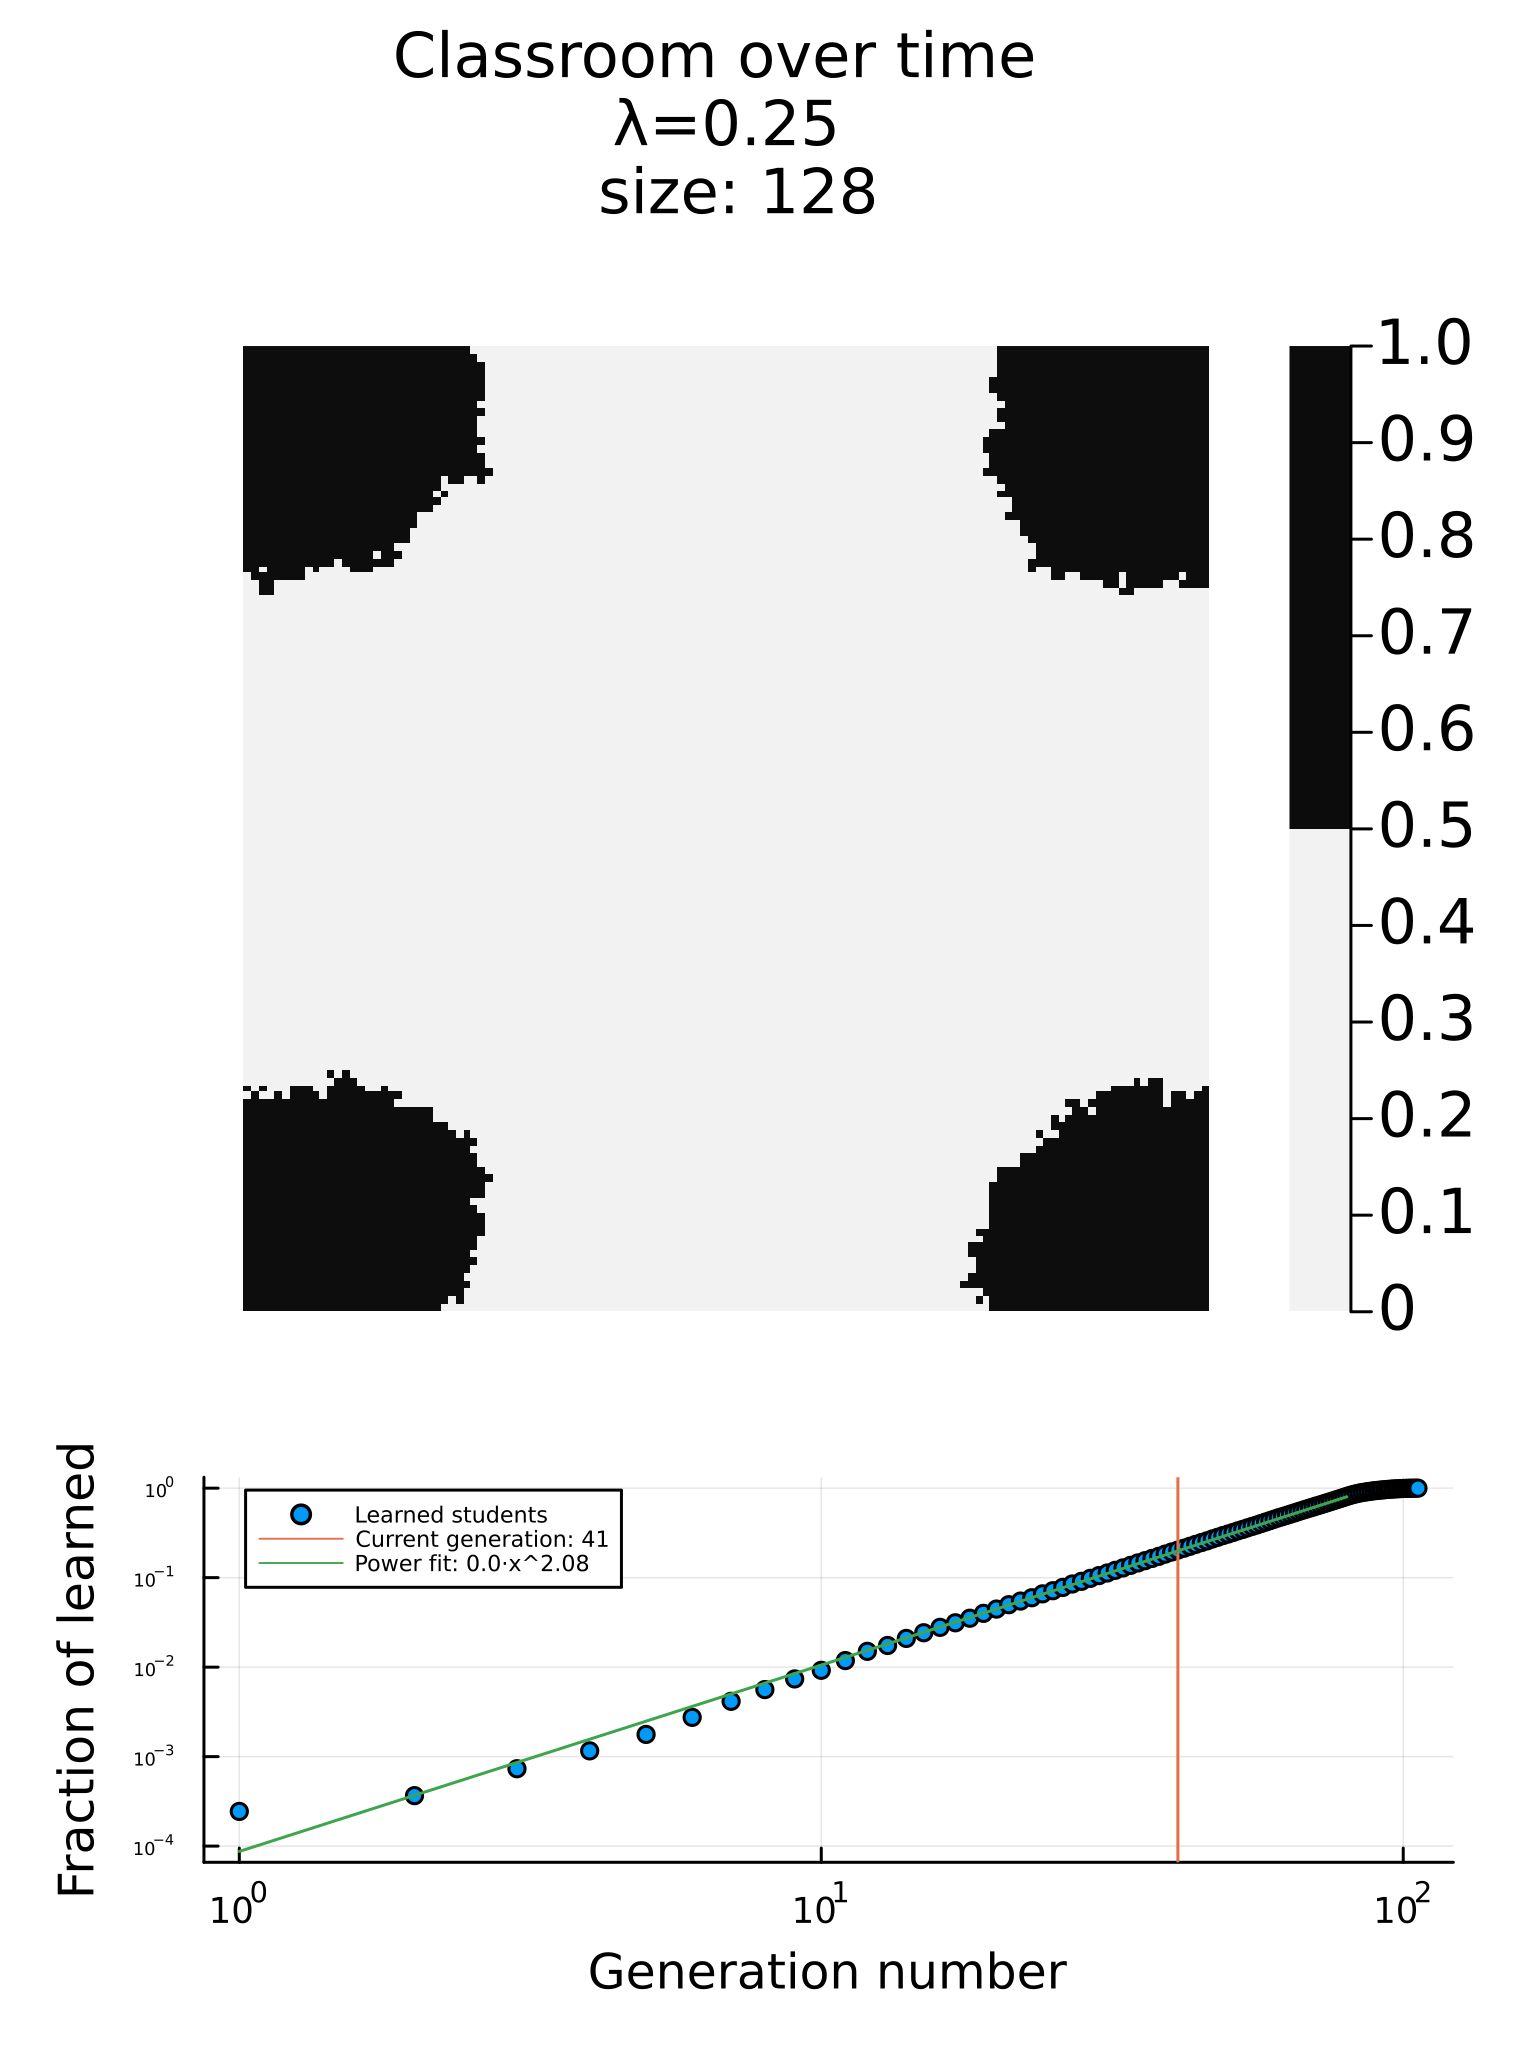 Classroom over time
λ=0.25
size: 128
1.0
0.9
0.8
0.7
0.6
0.5
0.4
0.3
0.2
0.1
0
Fraction of learned
10^0
10^-1
10^-2
10^-3
10^-4
Learned students
Current generation: 41
Power fit: 0.0·x^2.08
10^0 10^1 10^2
Generation number